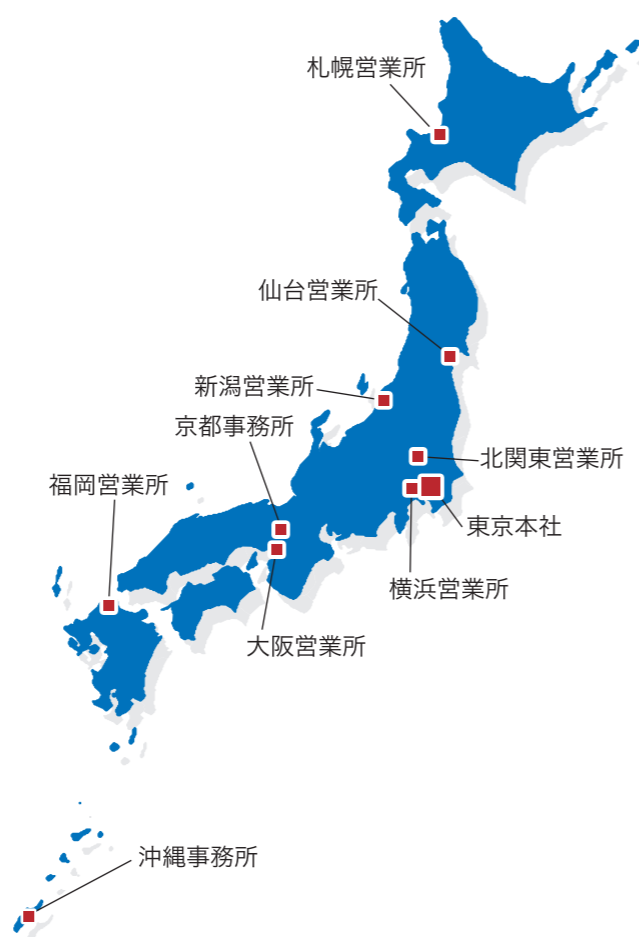 札幌営業所
仙台営業所
新潟営業所
京都事務所
北関東営業所
福岡営業所
東京本社
横浜営業所
大阪営業所
沖縄事務所